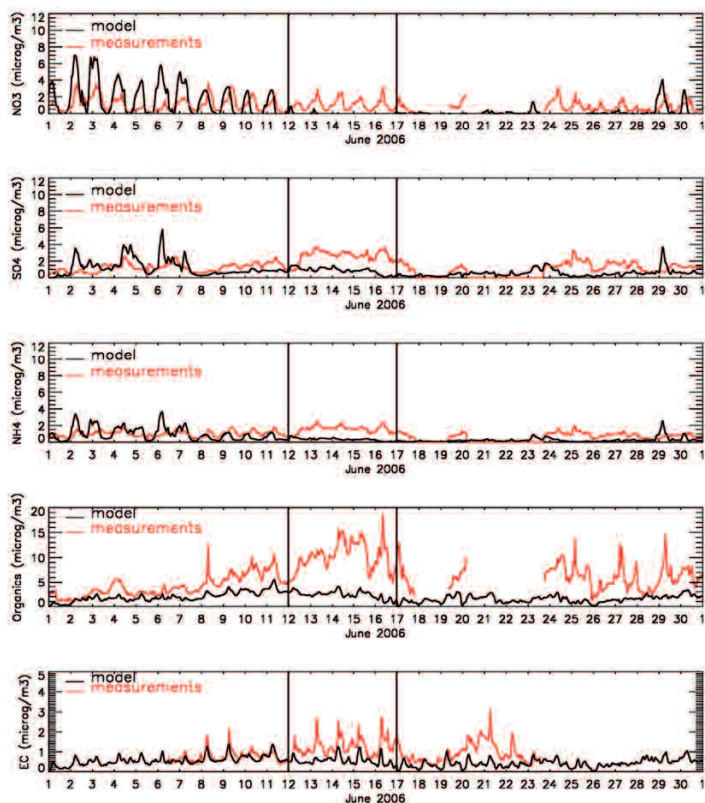 NO3 (microg/m3)
12
10
8
6
4
2
0
model
measurements
1 2 3 4 5 6 7 8 9 10 11 12 13 14 15 16 17 18 19 20 21 22 23 24 25 26 27 28 29 30 1
June 2006
SO4 (microg/m3)
12
10
8
6
4
2
0
model
measurements
1 2 3 4 5 6 7 8 9 10 11 12 13 14 15 16 17 18 19 20 21 22 23 24 25 26 27 28 29 30 1
June 2006
NH4 (microg/m3)
12
10
8
6
4
2
0
model
measurements
1 2 3 4 5 6 7 8 9 10 11 12 13 14 15 16 17 18 19 20 21 22 23 24 25 26 27 28 29 30 1
June 2006
Organics (microg/m3)
20
15
10
5
0
model
measurements
1 2 3 4 5 6 7 8 9 10 11 12 13 14 15 16 17 18 19 20 21 22 23 24 25 26 27 28 29 30 1
June 2006
EC (microg/m3)
5
4
3
2
1
0
model
measurements
1 2 3 4 5 6 7 8 9 10 11 12 13 14 15 16 17 18 19 20 21 22 23 24 25 26 27 28 29 30 1
June 2006